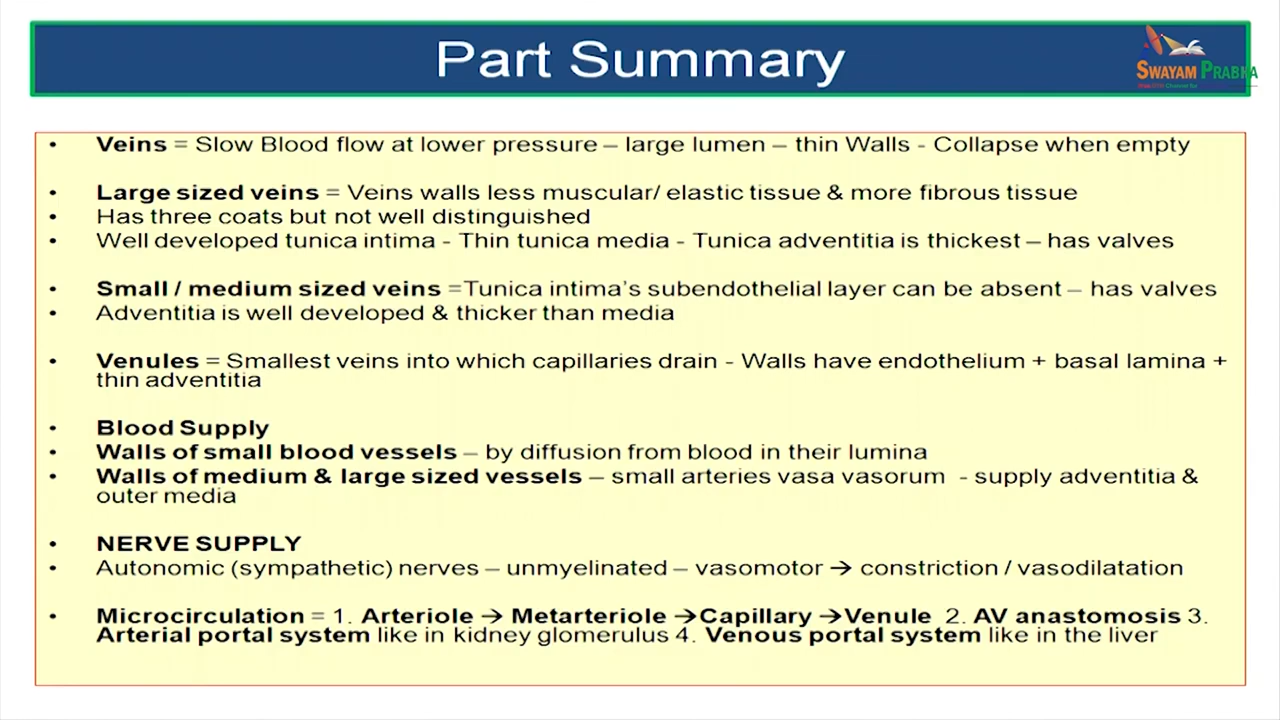 Part Summary
SWAYAM PRABHA
• Veins = Slow Blood flow at lower pressure – large lumen – thin Walls - Collapse when empty
• Large sized veins = Veins walls less muscular/ elastic tissue & more fibrous tissue
• Has three coats but not well distinguished
• Well developed tunica intima - Thin tunica media - Tunica adventitia is thickest – has valves
• Small / medium sized veins =Tunica intima's subendothelial layer can be absent – has valves
• Adventitia is well developed & thicker than media
• Venules = Smallest veins into which capillaries drain - Walls have endothelium + basal lamina +
thin adventitia
• Blood Supply
• Walls of small blood vessels – by diffusion from blood in their lumina
• Walls of medium & large sized vessels – small arteries vasa vasorum - supply adventitia &
outer media
• NERVE SUPPLY
• Autonomic (sympathetic) nerves – unmyelinated – vasomotor → constriction / vasodilatation
• Microcirculation = 1. Arteriole → Metarteriole →Capillary →Venule 2. AV anastomosis 3.
Arterial portal system like in kidney glomerulus 4. Venous portal system like in the liver